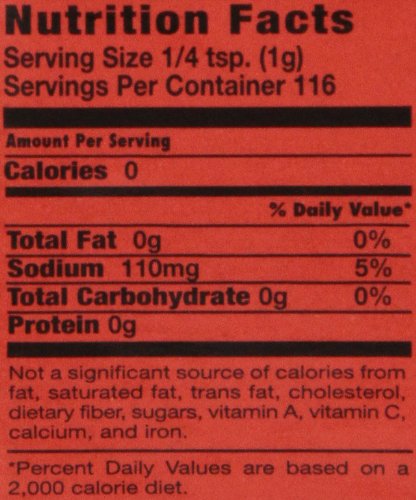 Nutrition Facts
Serving Size 1/4 tsp. (1g)
Servings Per Container 116
Amount Per Serving
Calories 0
% Daily Value*
Total Fat 0g 0%
Sodium 110mg 5%
Total Carbohydrate 0g 0%
Protein 0g
Not a significant source of calories from
fat, saturated fat, trans fat, cholesterol,
dietary fiber, sugars, vitamin A, vitamin C,
calcium, and iron.
*Percent Daily Values are based on a
2,000 calorie diet.